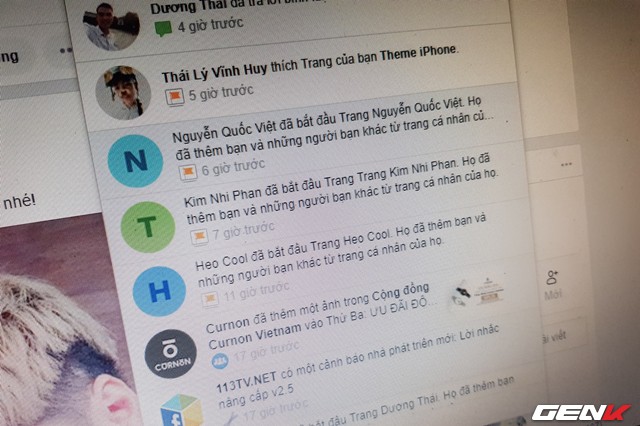 Dương Thái đã trả lời bình
4 giờ trước
Thái Lý Vĩnh Huy thích Trang của bạn Theme iPhone.
5 giờ trước
ng
N
Nguyễn Quốc Việt đã bắt đầu Trang Nguyễn Quốc Việt. Họ
đã thêm bạn và những người bạn khác từ trang cá nhân củ...
6 giờ trước
nhé!
T
Kim Nhi Phan đã bắt đầu Trang Trang Kim Nhi Phan. Họ đã
thêm bạn và những người bạn khác từ trang cá nhân của họ.
7 giờ trước
H
Heo Cool đã bắt đầu Trang Heo Cool. Họ đã thêm bạn và
những người bạn khác từ trang cá nhân của họ.
11 giờ trước
Mời
CURNON
Curnon đã thêm một ảnh trong Cộng đồng
Curnon Vietnam vào Thứ Ba: ƯU ĐÃI ĐÔ...
17 giờ trước
ài viết
113TV.NET có một cảnh báo nhà phát triển mới: Lời nhắc
nâng cấp v2.5
17 giờ trước
bắt đầu Trang Dương Thái. Họ đã thêm bạn
GENK